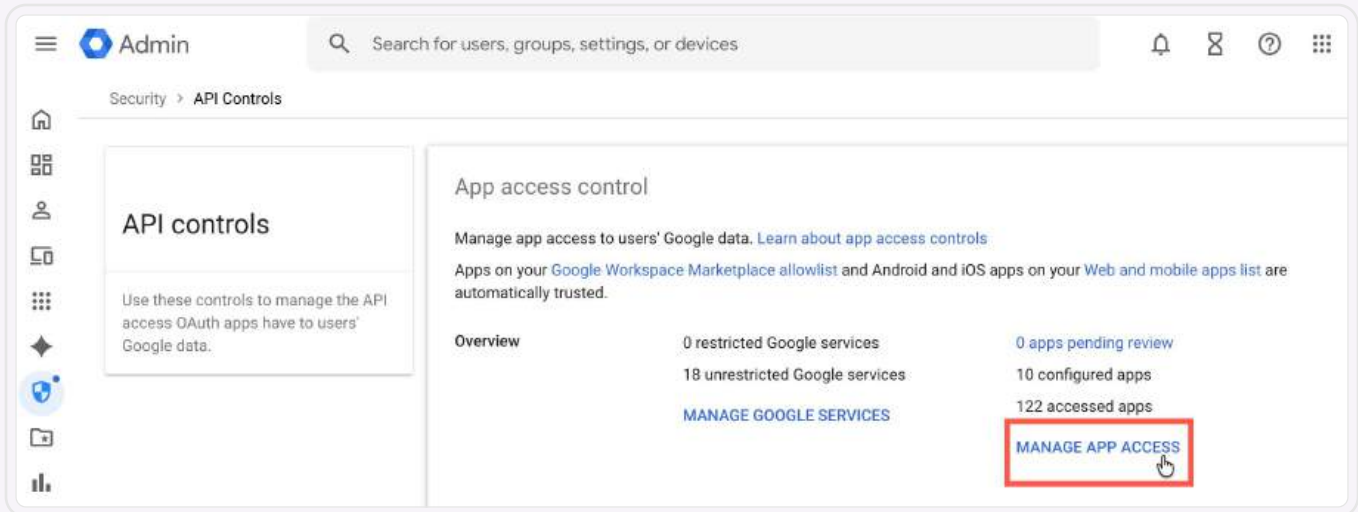 Admin
Search for users, groups, settings, or devices
Security > API Controls
API controls
Use these controls to manage the API
access OAuth apps have to users'
Google data.
App access control
Manage app access to users' Google data. Learn about app access controls
Apps on your Google Workspace Marketplace allowlist and Android and iOS apps on your Web and mobile apps list are
automatically trusted.
Overview
0 restricted Google services
18 unrestricted Google services
MANAGE GOOGLE SERVICES
0 apps pending review
10 configured apps
122 accessed apps
MANAGE APP ACCESS